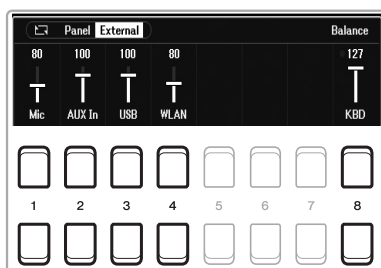 Panel External Balance
80 100 100 80 127
Mic AUX In USB WLAN KBD
1 2 3 4 5 6 7 8